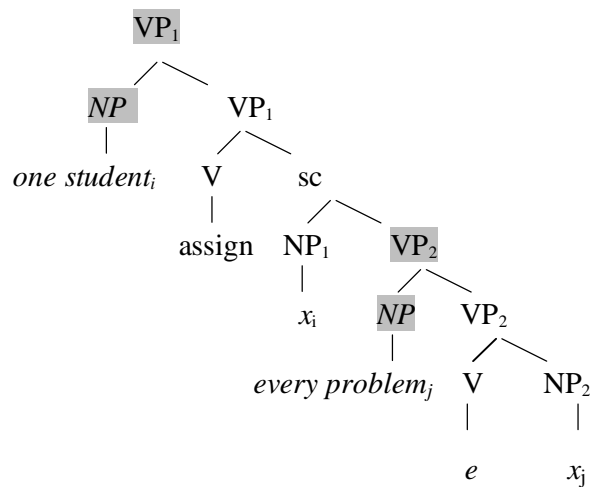 VP₁
NP VP₁
one studentᵢ V sc
assign NP₁ VP₂
xᵢ NP VP₂
every problemⱼ V NP₂
e xⱼ